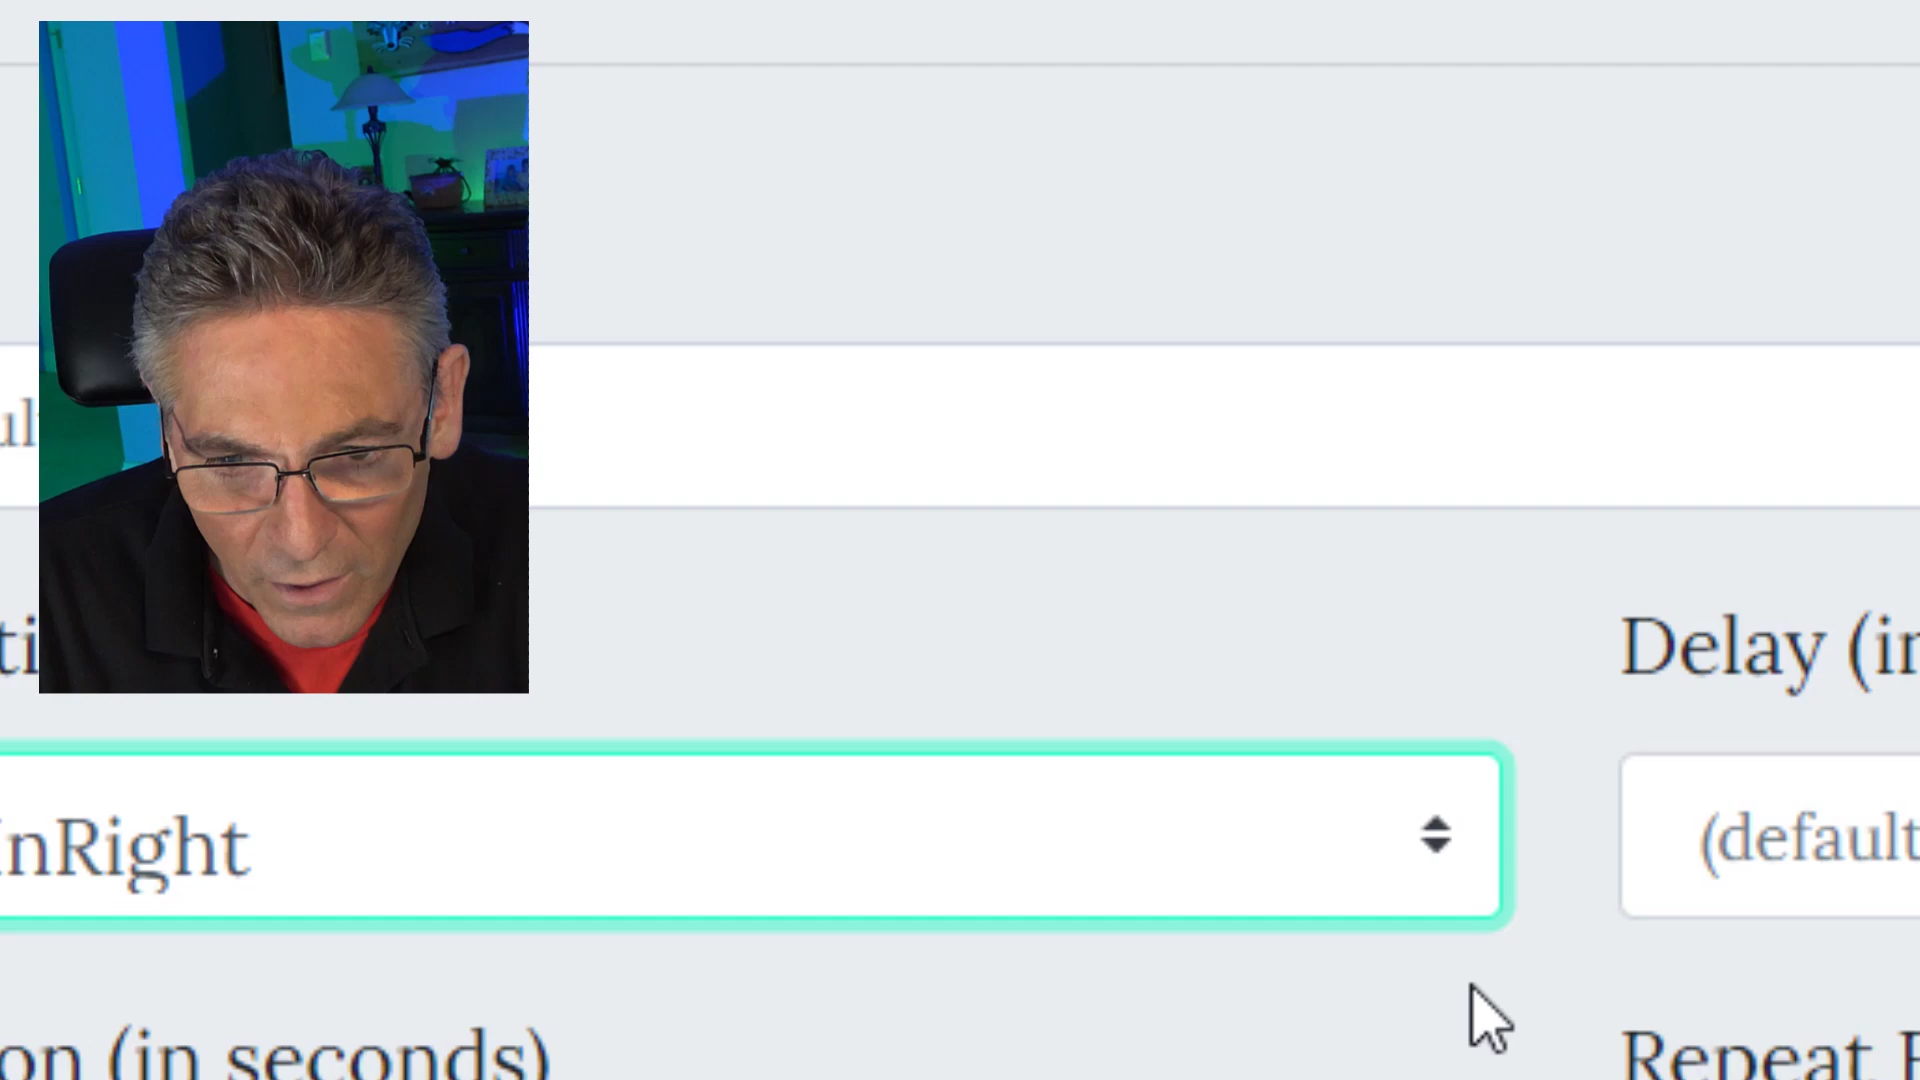 Delay (in
InRight
(default
on (in seconds)
Repeat